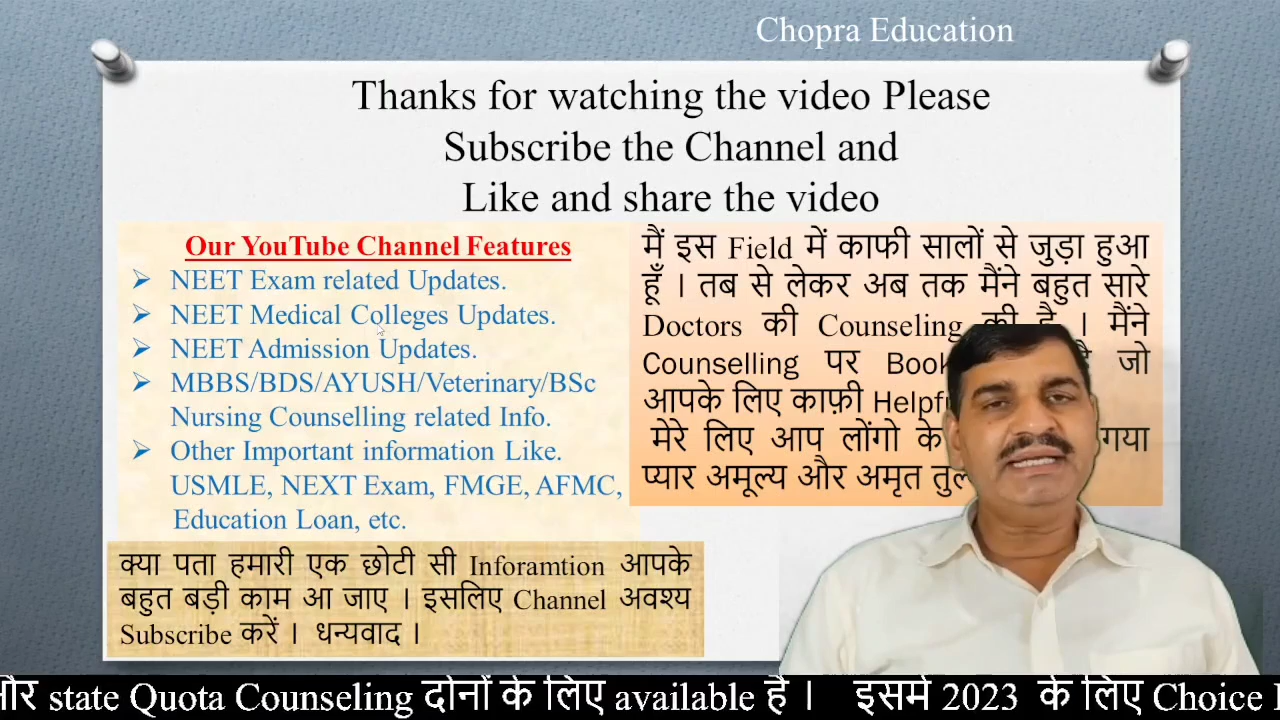 Chopra Education
Thanks for watching the video Please
Subscribe the Channel and
Like and share the video
Our YouTube Channel Features
NEET Exam related Updates.
NEET Medical Colleges Updates.
NEET Admission Updates.
MBBS/BDS/AYUSH/Veterinary/BSc
Nursing Counselling related Info.
Other Important information Like.
USMLE, NEXT Exam, FMGE, AFMC,
Education Loan, etc.
मैं इस Field में काफी सालों से जुड़ा हुआ
हूँ । तब से लेकर अब तक मैंने बहुत सारे
Doctors की Counseling की है । मैंने
Counselling पर जो
आपके लिए काफ़ी
मेरे लिए आप लोंगो के गया
प्यार अमूल्य और अमृत
क्या पता हमारी एक छोटी सी Inforamtion आपके
बहुत बड़ी काम आ जाए । इसलिए Channel अवश्य
Subscribe करें । धन्यवाद ।
और state Quota Counseling दोनों के लिए available है । इसमें 2023 के लिए Choice